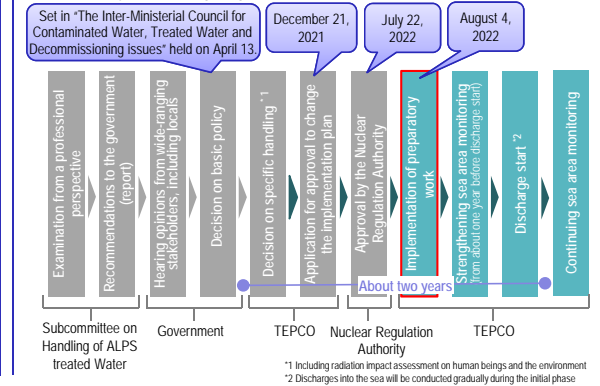 Set in "The Inter-Ministerial Council for
Contaminated Water, Treated Water and
Decommissioning issues" held on April 13.
December 21,
2021
July 22,
2022
August 4,
2022
Examination from a professional
perspective
Recommendations to the government
(report)
Hearing opinions from wide-ranging
stakeholders, including locals
Decision on basic policy
Decision on specific handling *1
Application for approval to change
the implementation plan
Approval by the Nuclear
Regulation Authority
Implementation of preparatory
work
Strengthening sea area monitoring
(from about one year before discharge start)
Discharge start *2
Continuing sea area monitoring
About two years
Subcommittee on
Handling of ALPS
treated Water
Government
TEPCO
Nuclear Regulation
Authority
TEPCO
*1 Including radiation impact assessment on human beings and the environment
*2 Discharges into the sea will be conducted gradually during the initial phase